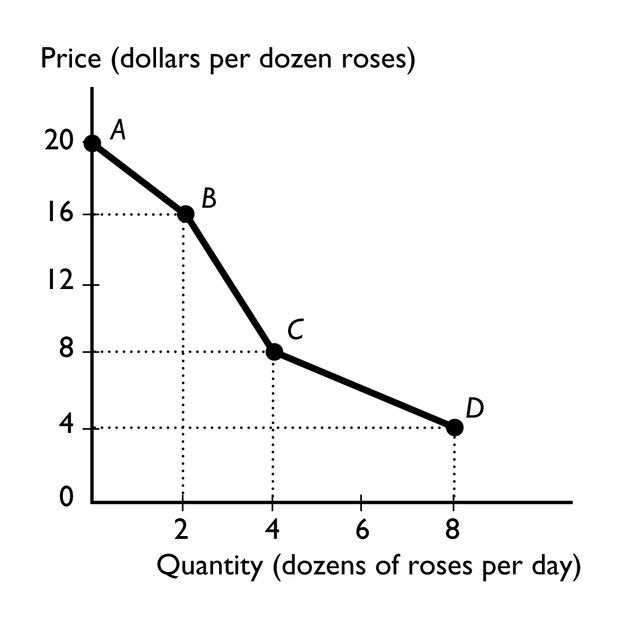 Price (dollars per dozen roses)
20
A
B
16
12
C
8
D
4
0
2 4 6 8
Quantity (dozens of roses per day)